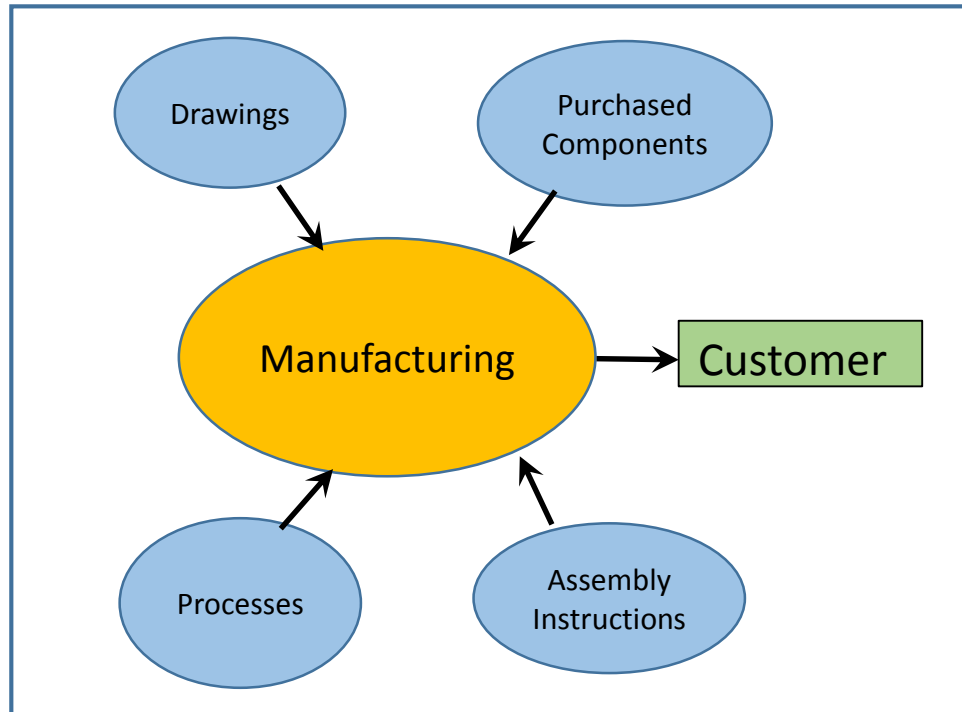 Drawings
Purchased
Components
Manufacturing
Customer
Processes
Assembly
Instructions